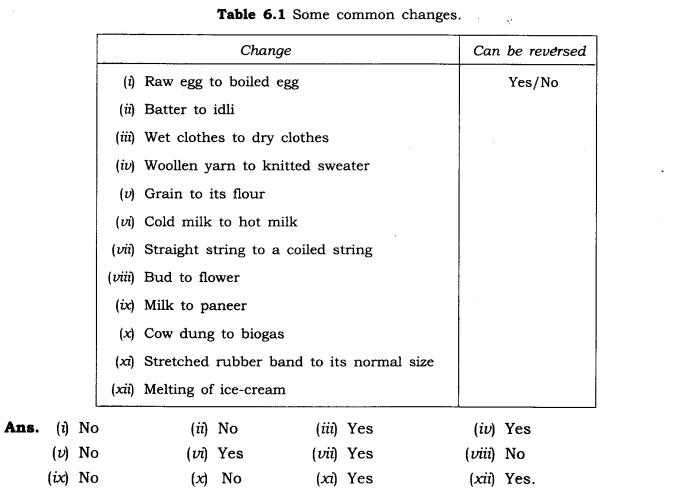 Table 6.1 Some common changes.
Change Can be reversed
(i) Raw egg to boiled egg Yes/No
(ii) Batter to idli
(iii) Wet clothes to dry clothes
(iv) Woollen yarn to knitted sweater
(v) Grain to its flour
(vi) Cold milk to hot milk
(vii) Straight string to a coiled string
(viii) Bud to flower
(ix) Milk to paneer
(x) Cow dung to biogas
(xi) Stretched rubber band to its normal size
(xii) Melting of ice-cream
Ans. (i) No (ii) No (iii) Yes (iv) Yes
(v) No (vi) Yes (vii) Yes (viii) No
(ix) No (x) No (xi) Yes (xii) Yes.